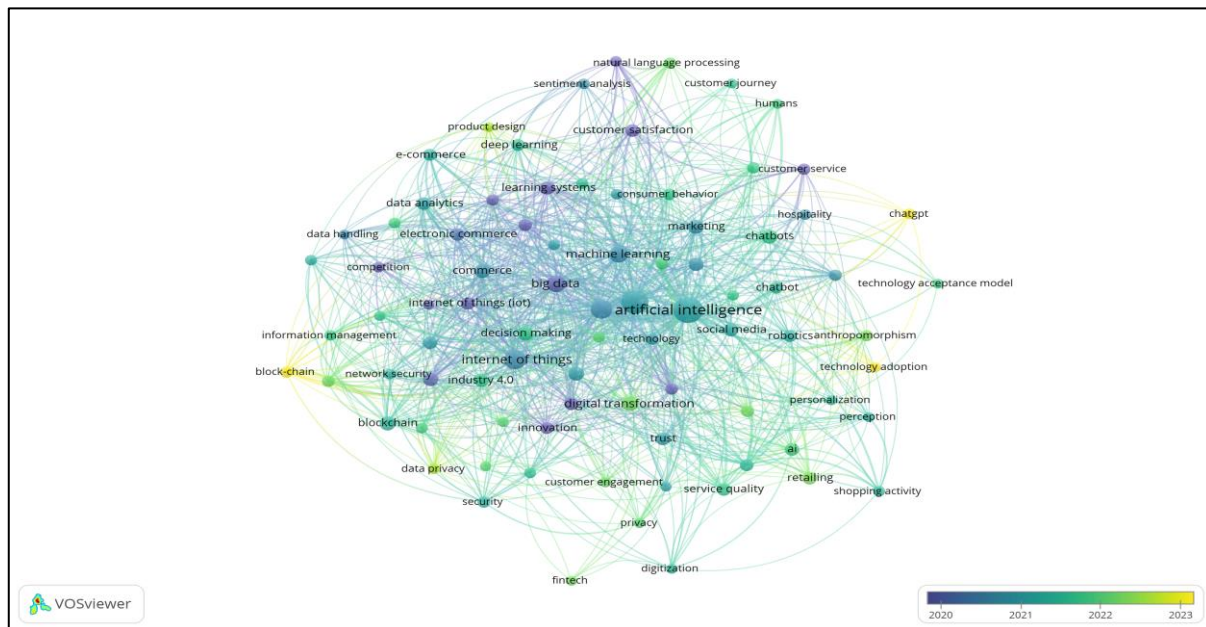 natural language processing
sentiment analysis
customer journey
humans
product design
customer satisfaction
deep learning
e-commerce
customer service
learning systems
consumer behavior
data analytics
hospitality
chatgpt
marketing
data handling
electronic commerce
chatbots
machine learning
competition
commerce
big data
technology acceptance model
chatbot
internet of things (iot)
artificial intelligence
social media
information management
decision making
technology
robotics
anthropomorphism
internet of things
block-chain
network security
industry 4.0
technology adoption
digital transformation
personalization
perception
blockchain
innovation
trust
ai
data privacy
customer engagement
service quality
retailing
shopping activity
security
privacy
digitization
fintech
VOSviewer
2020 2021 2022 2023